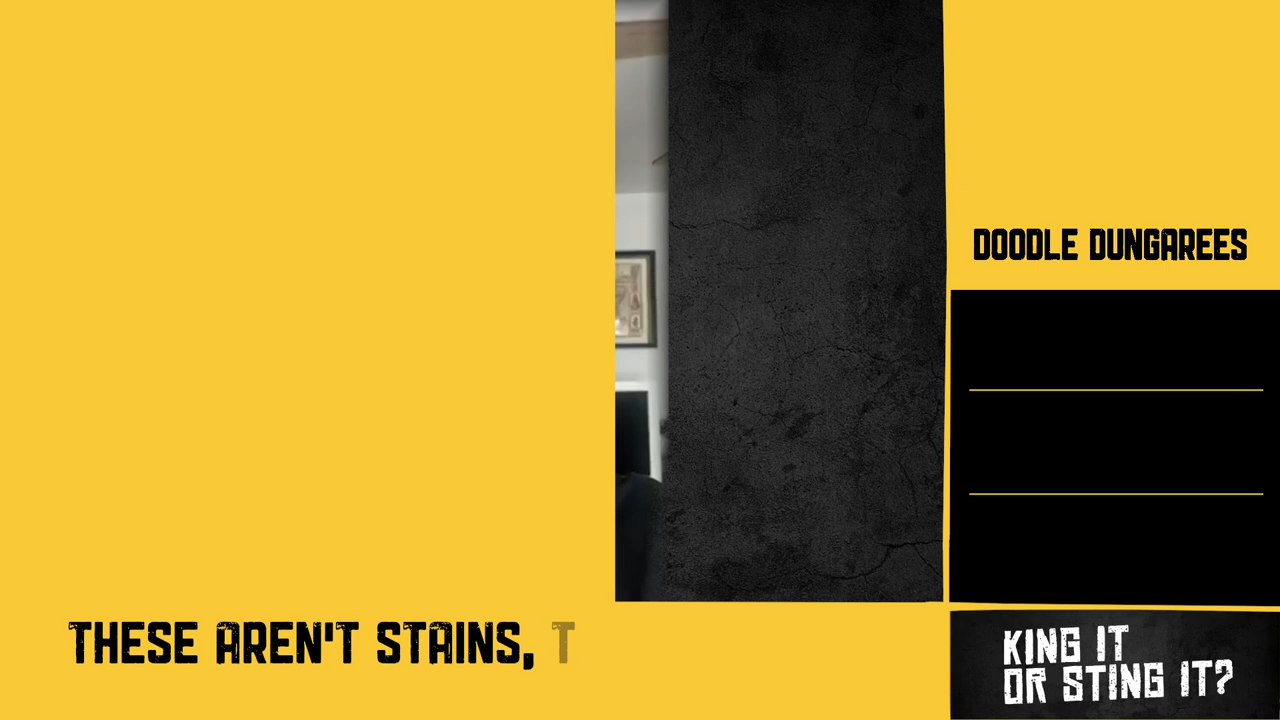 DOODLE DUNGAREES
THESE AREN'T STAINS, T
KING IT
OR STING IT?